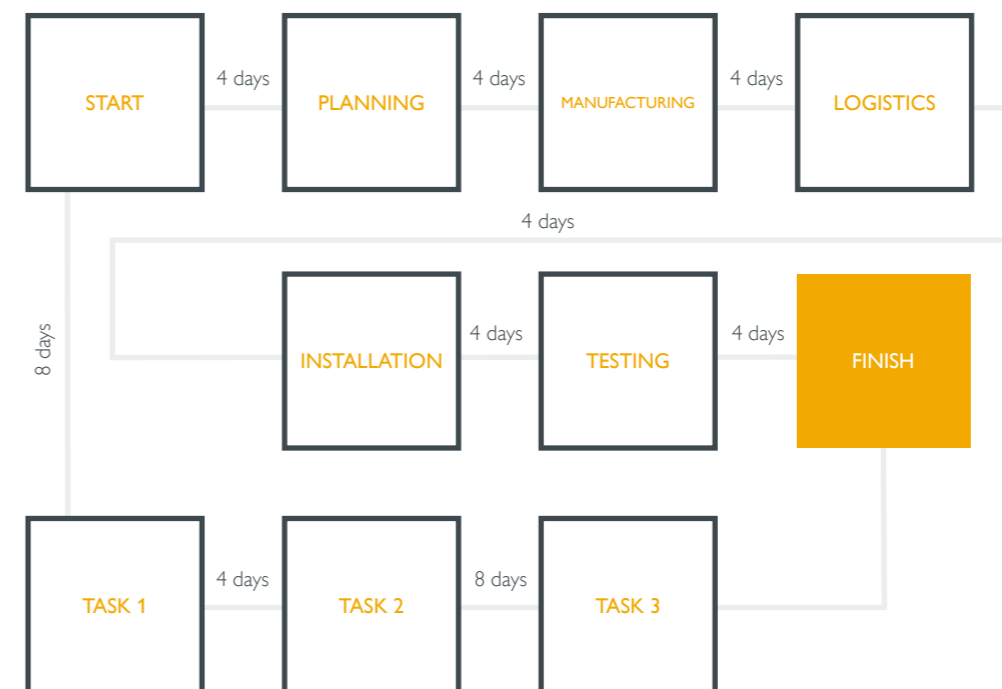 START
4 days
PLANNING
4 days
MANUFACTURING
4 days
LOGISTICS
4 days
INSTALLATION
4 days
TESTING
4 days
FINISH
8 days
TASK 1
4 days
TASK 2
8 days
TASK 3